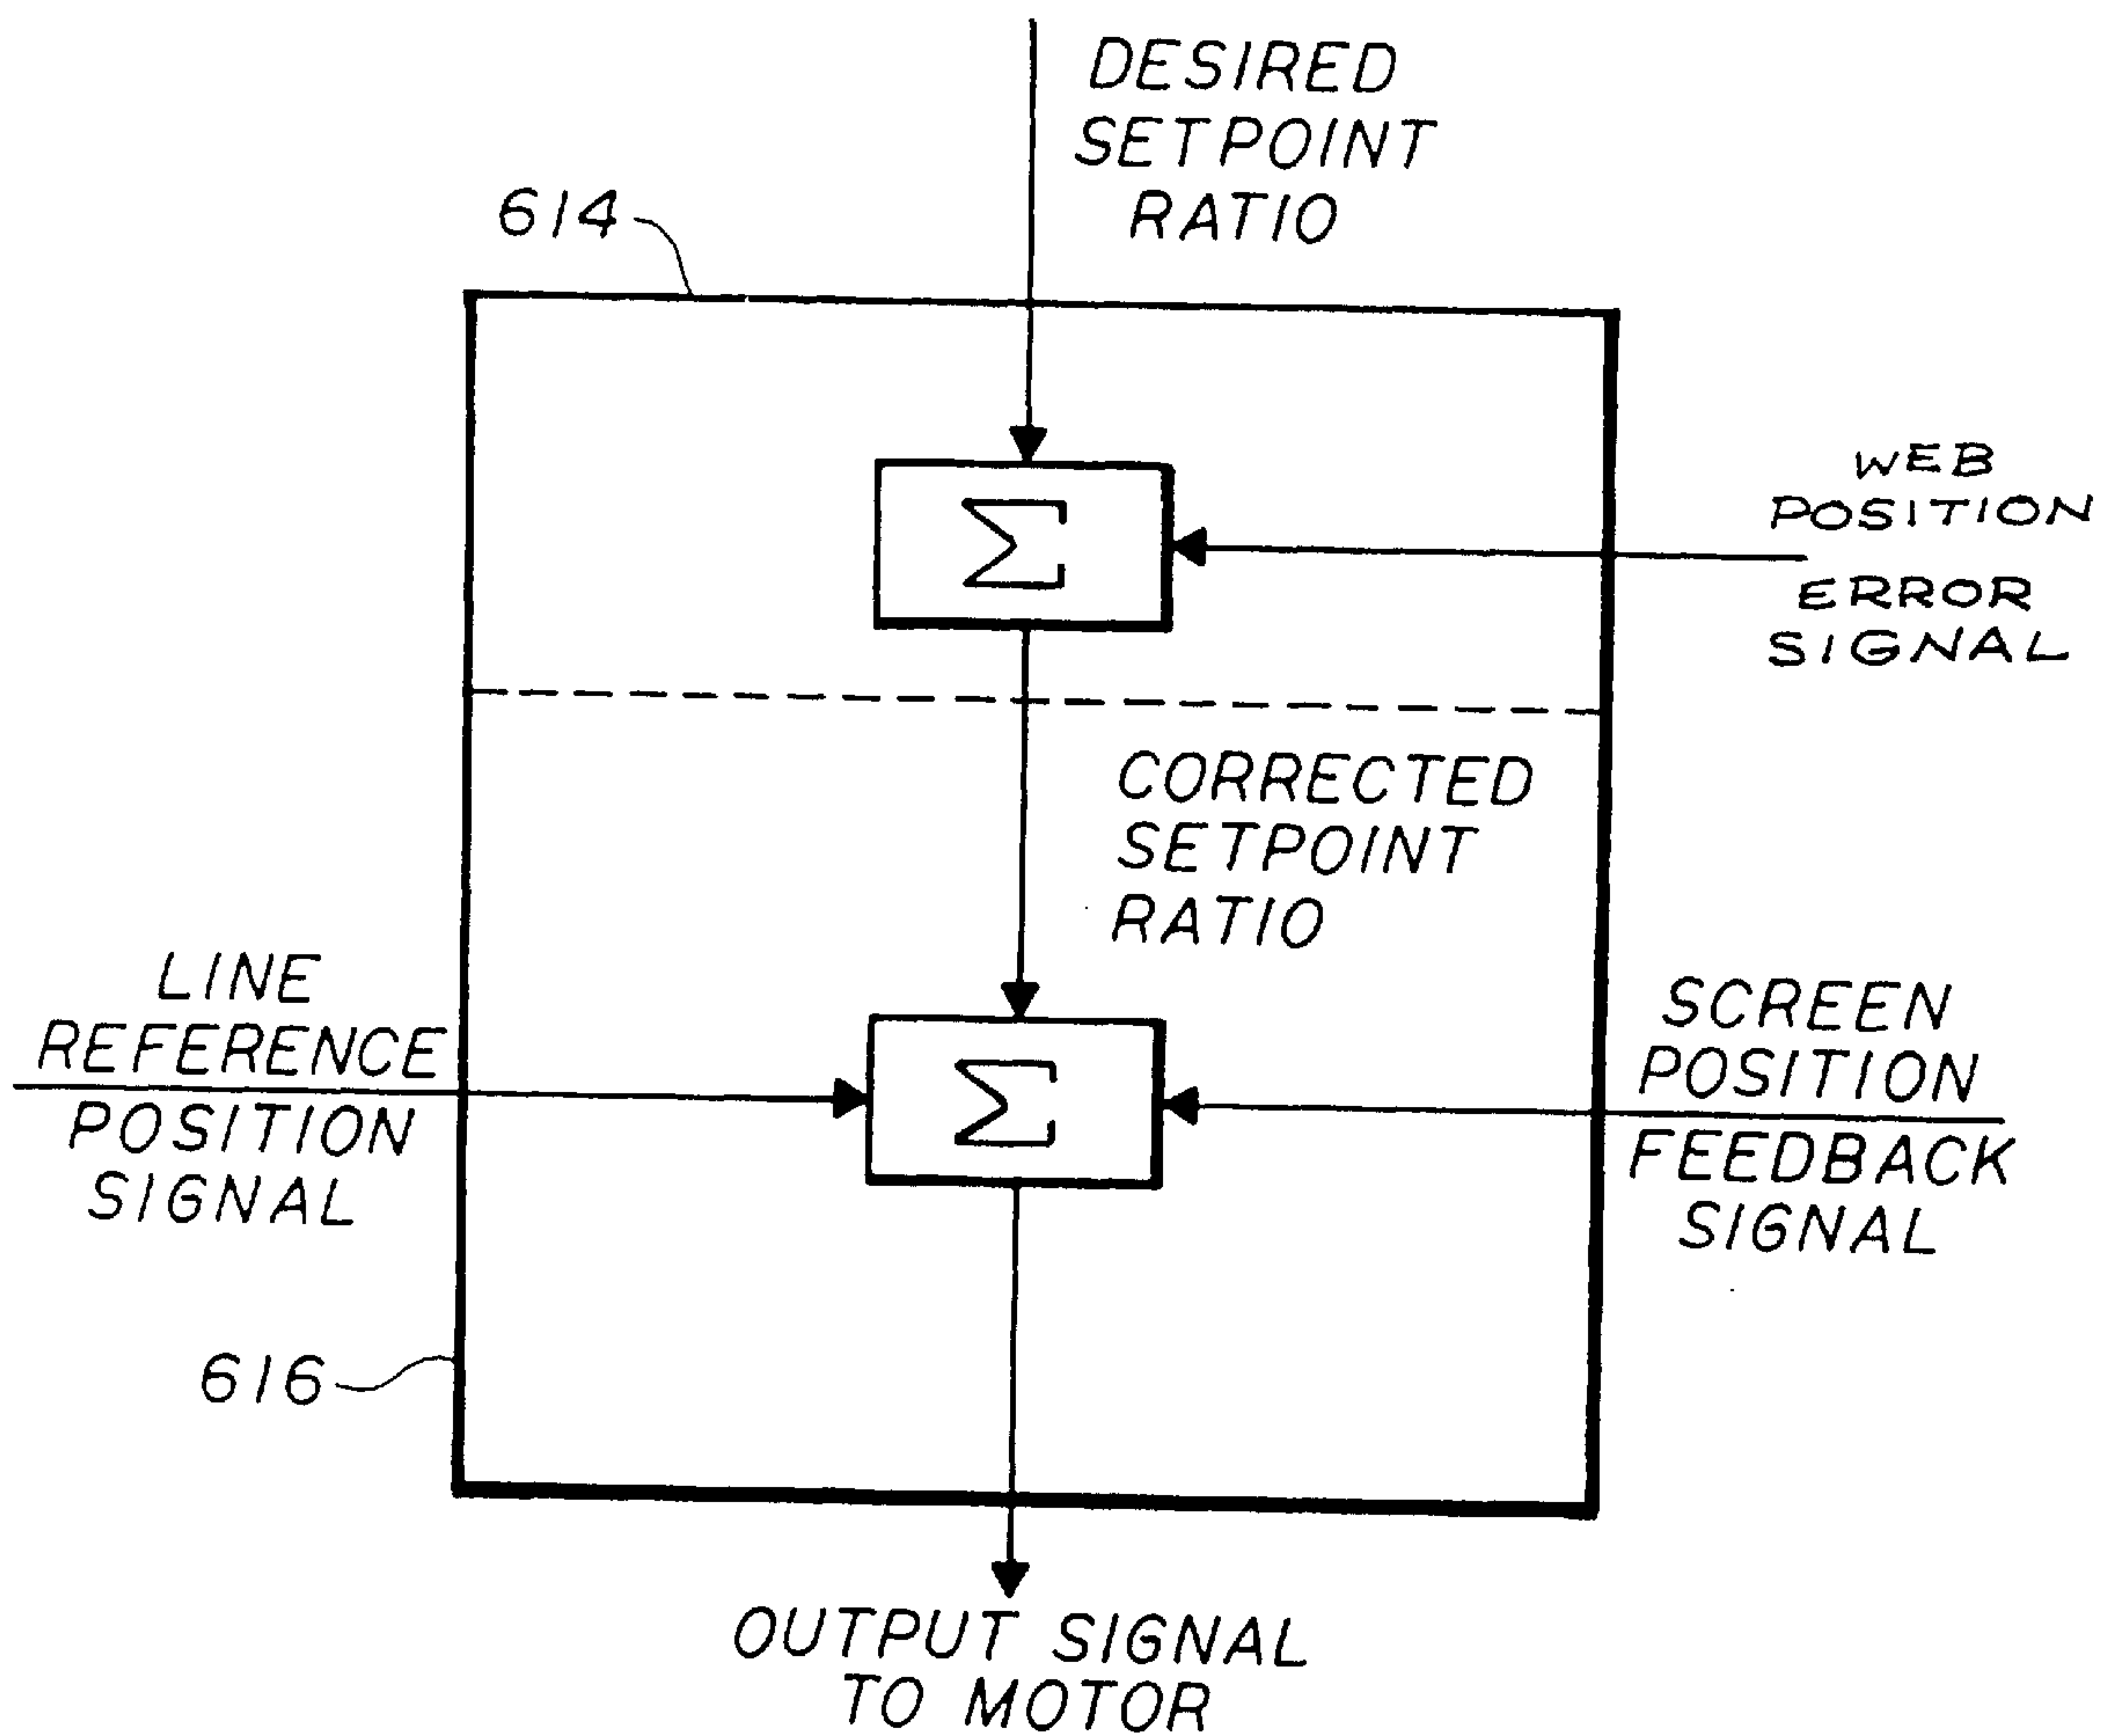 DESIRED
SETPOINT
RATIO
614
Σ
WEB
POSITION
ERROR
SIGNAL
CORRECTED
SETPOINT
RATIO
LINE
REFERENCE
POSITION
SIGNAL
Σ
SCREEN
POSITION
FEEDBACK
SIGNAL
616
OUTPUT SIGNAL
TO MOTOR